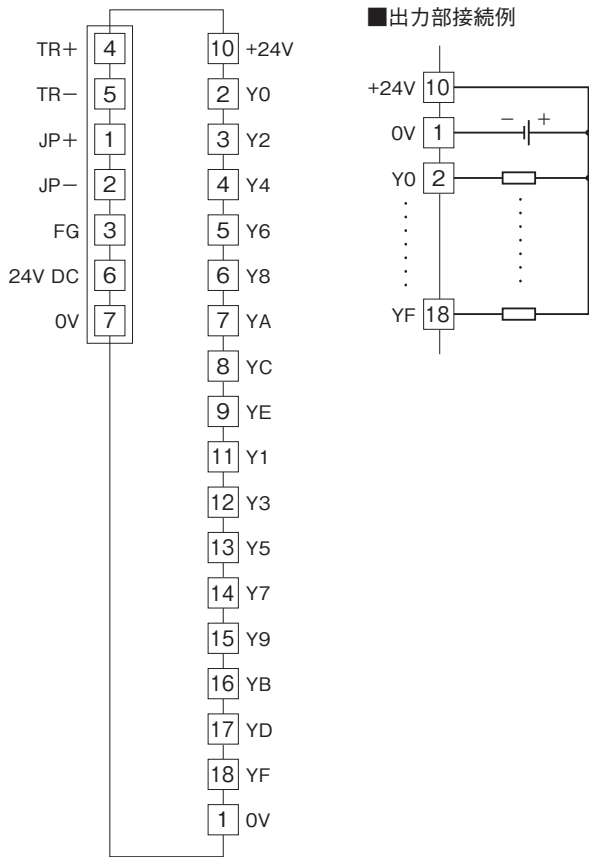 TR+ 4
TR− 5
JP+ 1
JP− 2
FG 3
24V DC 6
0V 7
10 +24V
2 Y0
3 Y2
4 Y4
5 Y6
6 Y8
7 YA
8 YC
9 YE
11 Y1
12 Y3
13 Y5
14 Y7
15 Y9
16 YB
17 YD
18 YF
1 0V
■出力部接続例
+24V 10
0V 1 − +
Y0 2
YF 18